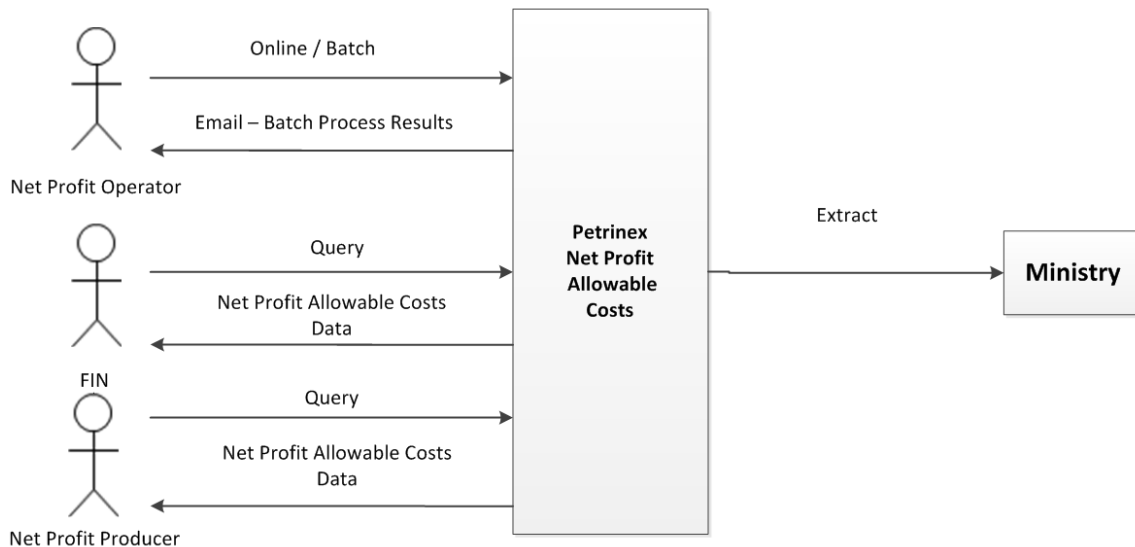 Online / Batch
Email – Batch Process Results
Net Profit Operator
Query
Net Profit Allowable Costs
Data
FIN
Query
Net Profit Allowable Costs
Data
Net Profit Producer
Petrinex
Net Profit
Allowable
Costs
Extract
Ministry